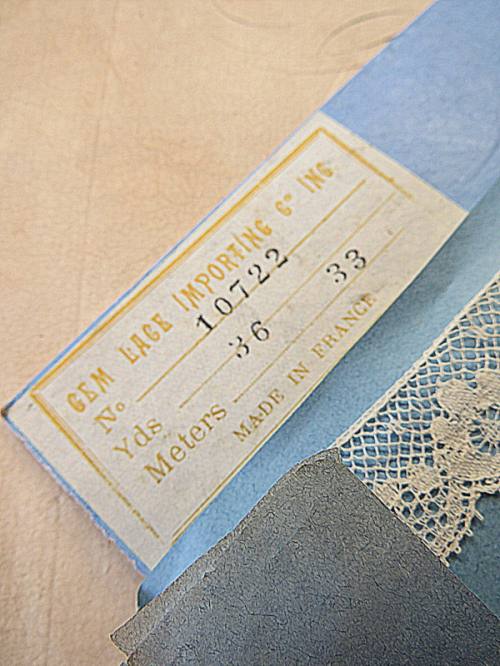 GEM LACE IMPORTING Cº INC.
Nº 10722
Yds 36
Meters 33
MADE IN FRANCE